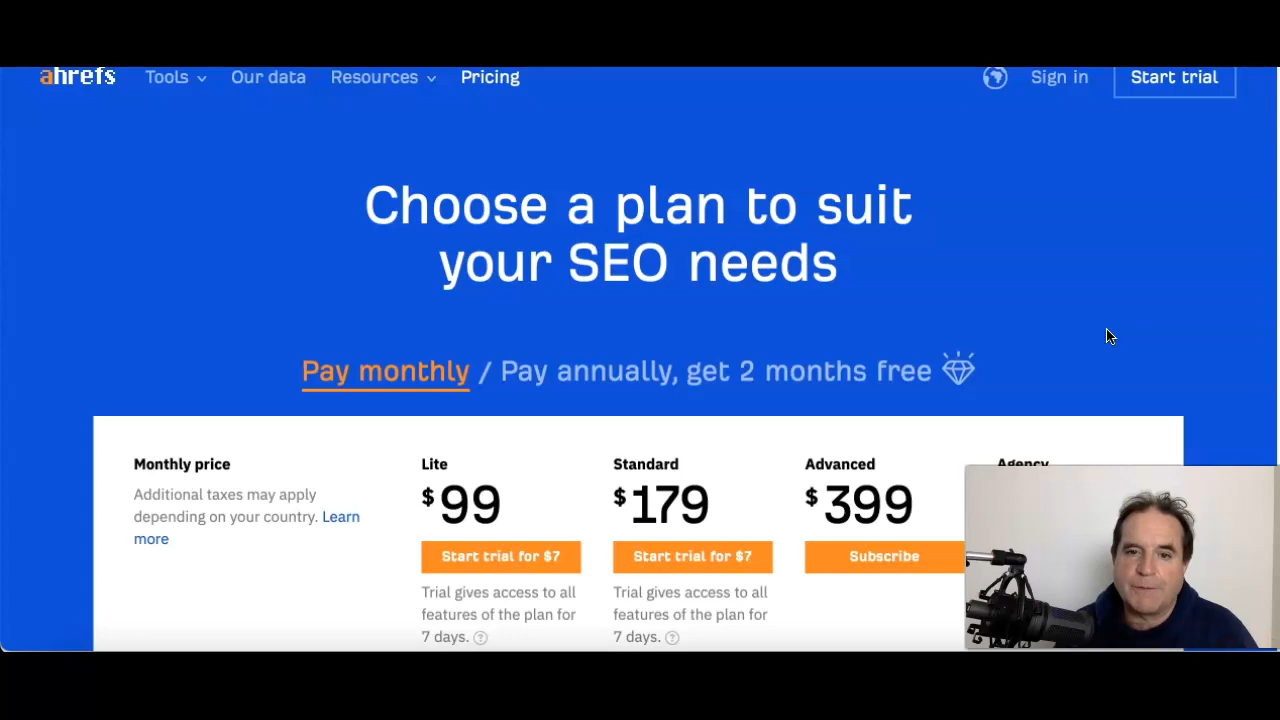 ahrefs Tools Our data Resources Pricing Sign in Start trial
Choose a plan to suit
your SEO needs
Pay monthly / Pay annually, get 2 months free
Monthly price
Additional taxes may apply
depending on your country. Learn
more
Lite
$99
Start trial for $7
Trial gives access to all
features of the plan for
7 days. ?
Standard
$179
Start trial for $7
Trial gives access to all
features of the plan for
7 days. ?
Advanced
$399
Subscribe
Agency